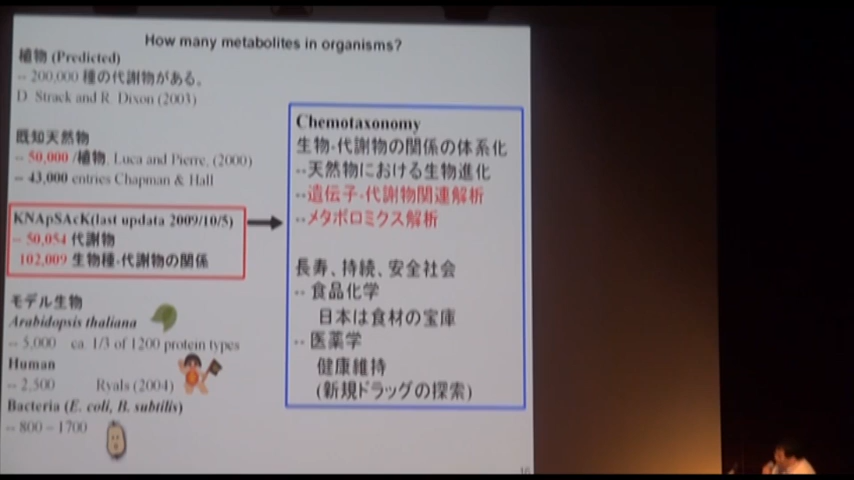 How many metabolites in organisms?
植物 (Predicted)
-- 200,000 種の代謝物がある。
D. Strack and R. Dixon (2003)
既知天然物
-- 50,000 /植物, Luca and Pierre, (2000)
-- 43,000 entries Chapman & Hall
KNApSAcK(last updata 2009/10/5)
-- 50,054 代謝物
102,009 生物種-代謝物の関係
モデル生物
Arabidopsis thaliana
-- 5,000 ca. 1/3 of 1200 protein types
Human
-- 2,500 Ryals (2004)
Bacteria (E. coli, B. subtilis)
-- 800 – 1700
Chemotaxonomy
生物-代謝物の関係の体系化
--天然物における生物進化
--遺伝子-代謝物関連解析
--メタボロミクス解析
長寿、持続、安全社会
-- 食品化学
日本は食材の宝庫
-- 医薬学
健康維持
(新規ドラッグの探索)
10